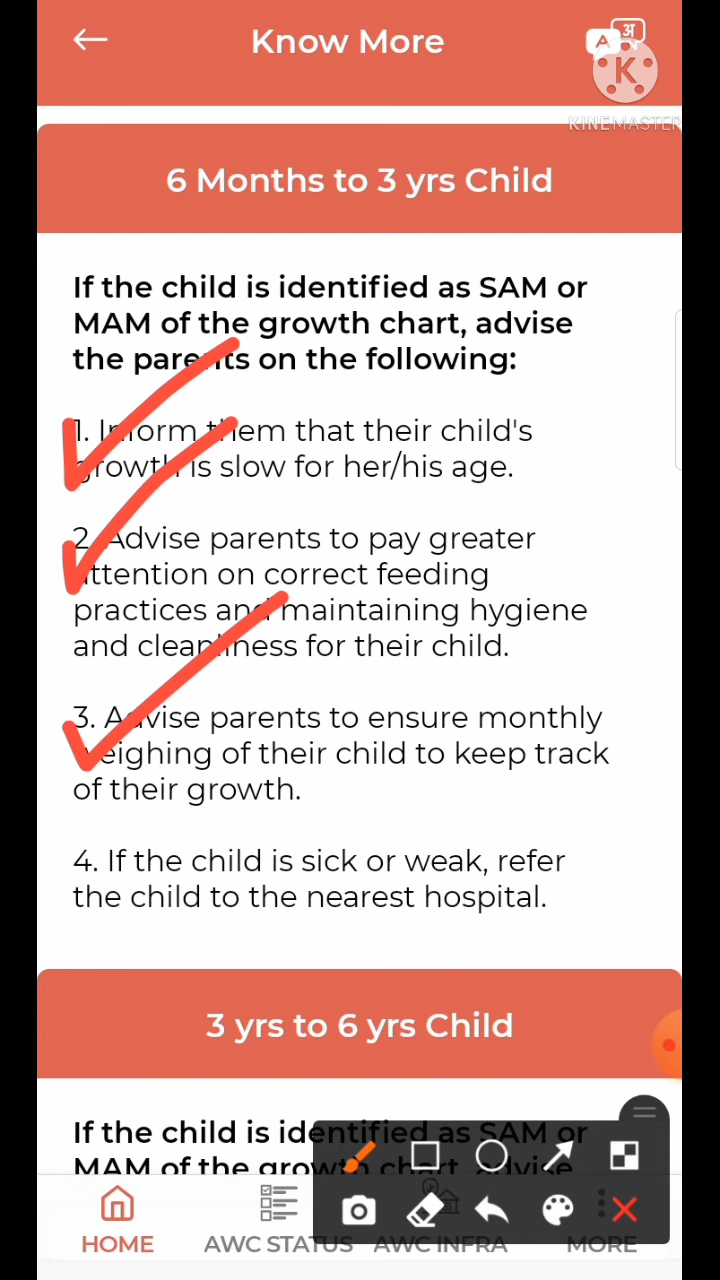 Know More
A अ
K
KINEMASTER
6 Months to 3 yrs Child
If the child is identified as SAM or
MAM of the growth chart, advise
the parents on the following:
1. Inform them that their child's
growth is slow for her/his age.
2. Advise parents to pay greater
attention on correct feeding
practices and maintaining hygiene
and cleanliness for their child.
3. Advise parents to ensure monthly
weighing of their child to keep track
of their growth.
4. If the child is sick or weak, refer
the child to the nearest hospital.
3 yrs to 6 yrs Child
If the child is identified as SAM or
MAM of the growth chart, advise
HOME
AWC STATUS
AWC INFRA
MORE